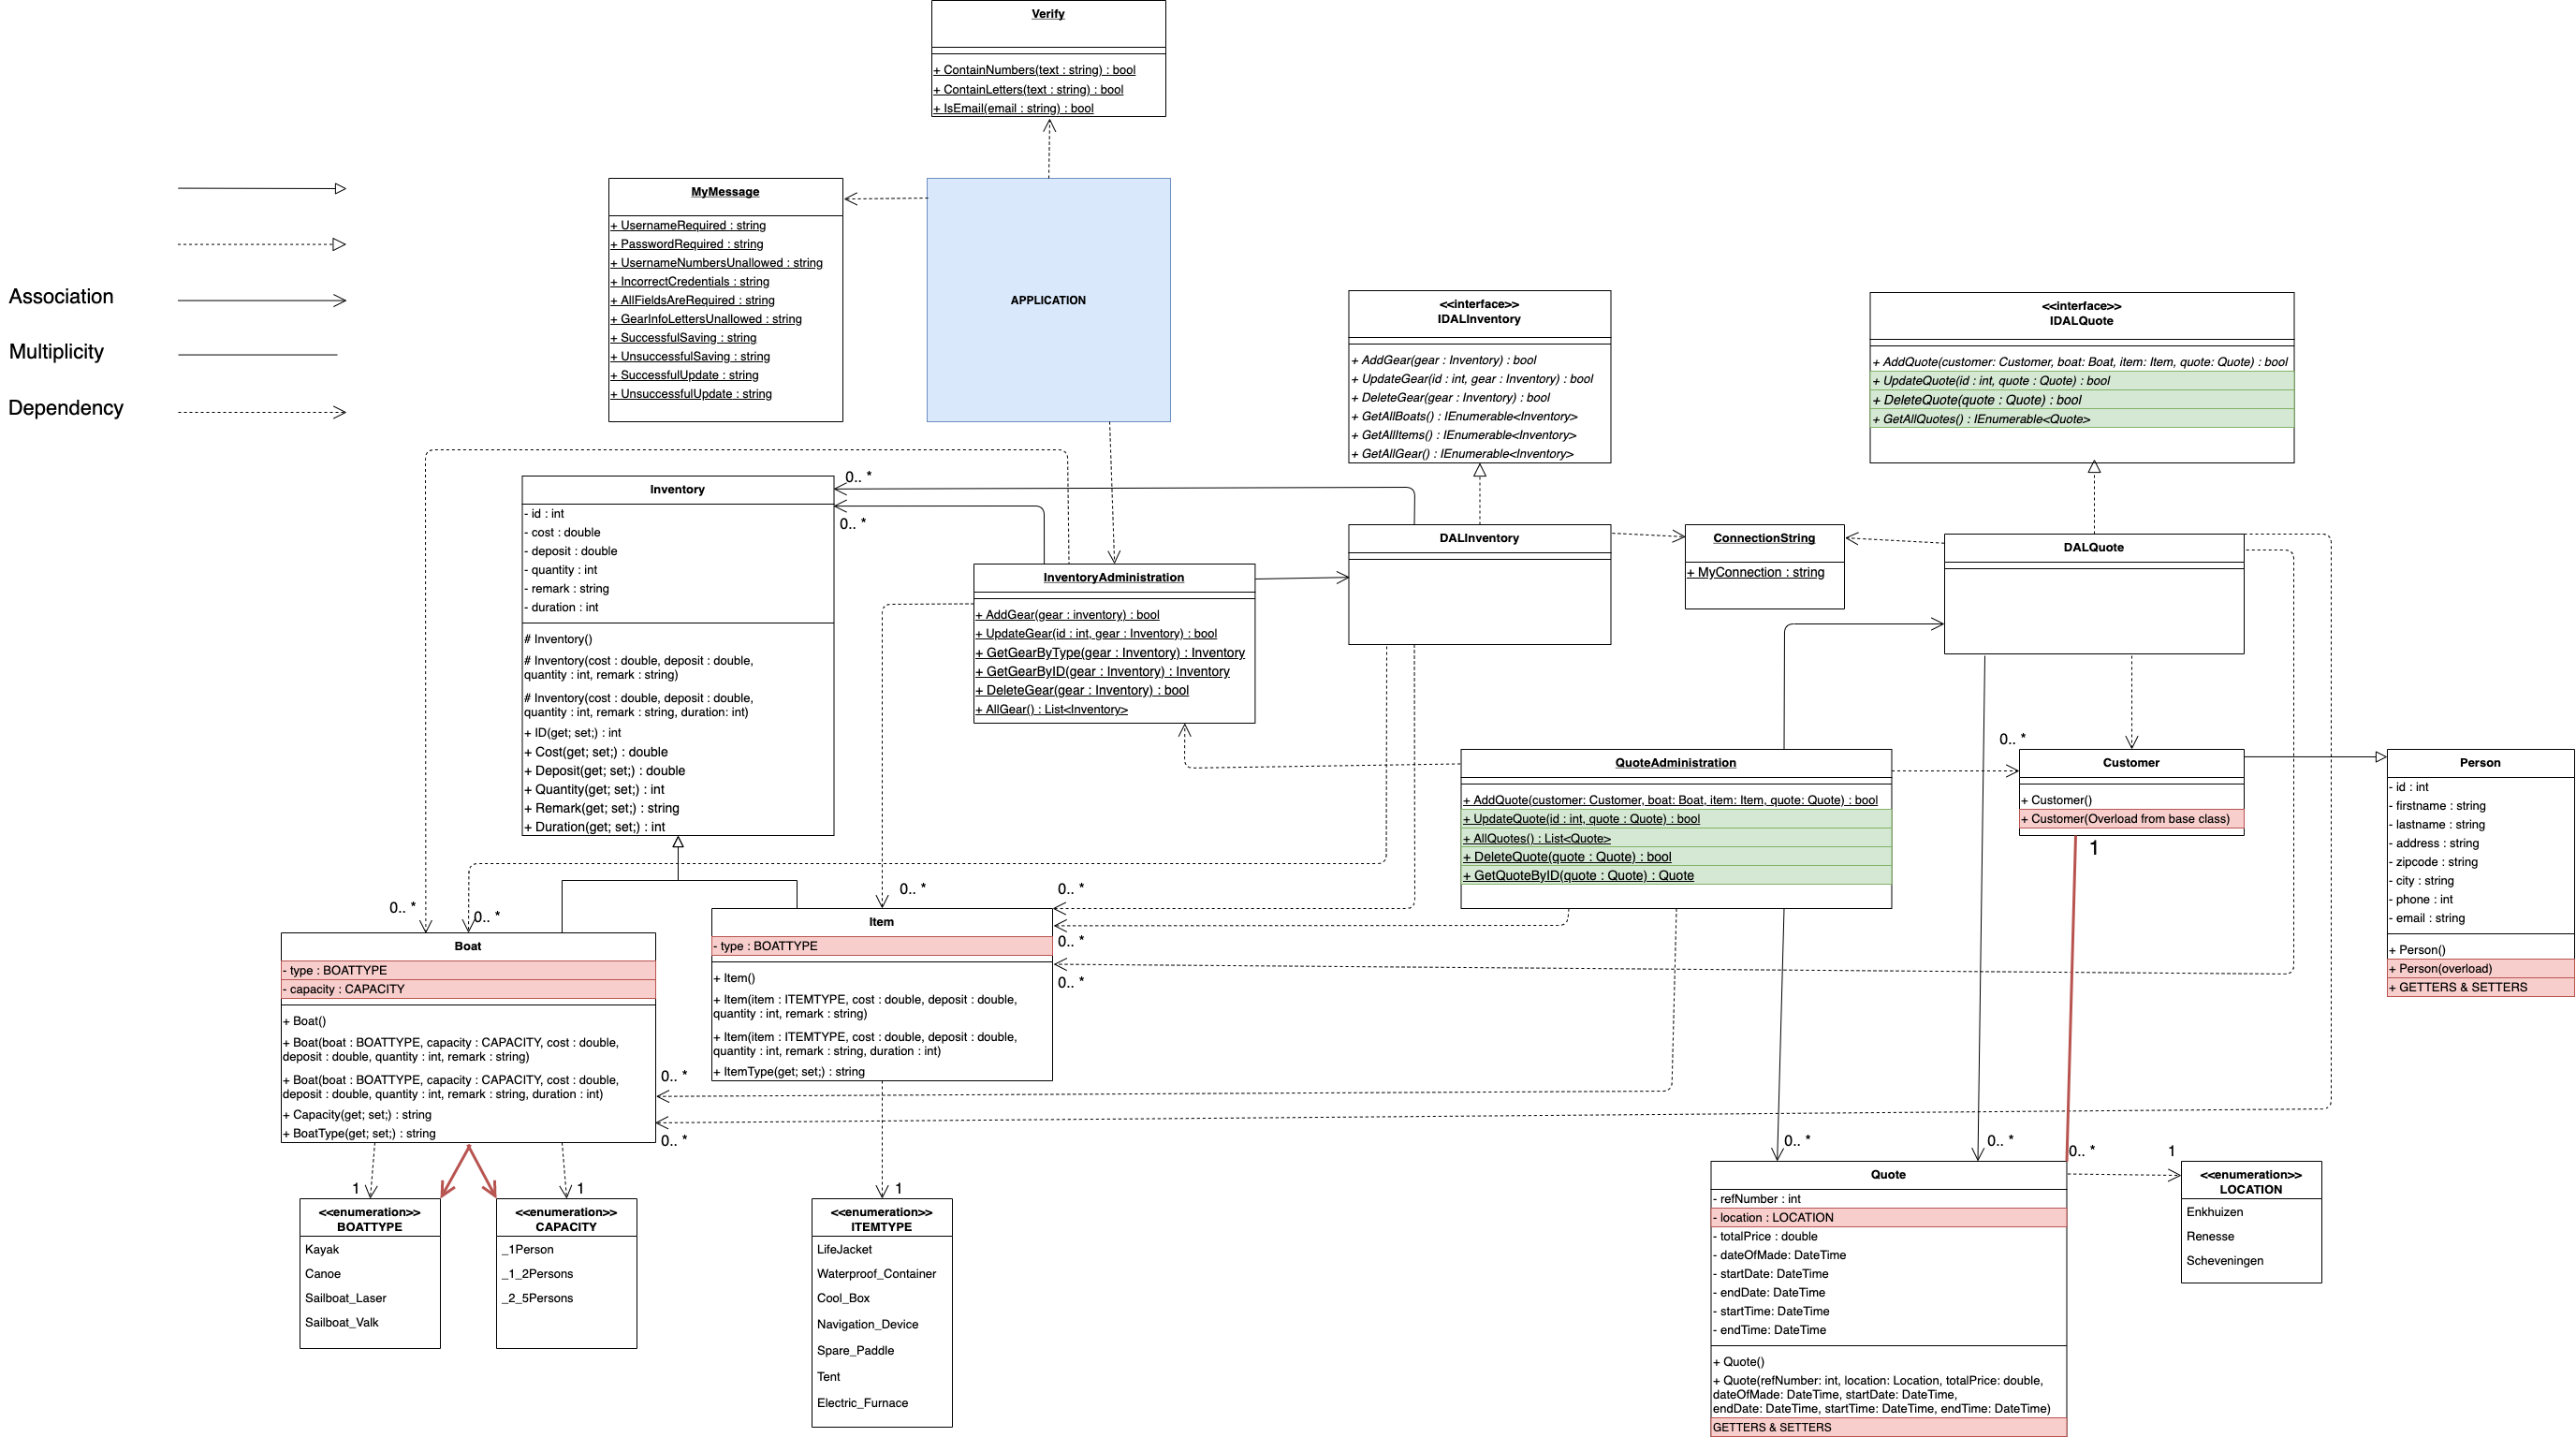 Verify
+ ContainNumbers(text : string) : bool
+ ContainLetters(text : string) : bool
+ IsEmail(email : string) : bool
Association
Multiplicity
Dependency
MyMessage
+ UsernameRequired : string
+ PasswordRequired : string
+ UsernameNumbersUnallowed : string
+ IncorrectCredentials : string
+ AllFieldsAreRequired : string
+ GearInfoLettersUnallowed : string
+ SuccessfulSaving : string
+ UnsuccessfulSaving : string
+ SuccessfulUpdate : string
+ UnsuccessfulUpdate : string
APPLICATION
<<interface>>
IDALInventory
+ AddGear(gear : Inventory) : bool
+ UpdateGear(id : int, gear : Inventory) : bool
+ DeleteGear(gear : Inventory) : bool
+ GetAllBoats() : IEnumerable<Inventory>
+ GetAllItems() : IEnumerable<Inventory>
+ GetAllGear() : IEnumerable<Inventory>
<<interface>>
IDALQuote
+ AddQuote(customer: Customer, boat: Boat, item: Item, quote: Quote) : bool
+ UpdateQuote(id : int, quote : Quote) : bool
+ DeleteQuote(quote : Quote) : bool
+ GetAllQuotes() : IEnumerable<Quote>
Inventory
- id : int
- cost : double
- deposit : double
- quantity : int
- remark : string
- duration : int
# Inventory()
# Inventory(cost : double, deposit : double,
quantity : int, remark : string)
# Inventory(cost : double, deposit : double,
quantity : int, remark : string, duration: int)
+ ID(get; set;) : int
+ Cost(get; set;) : double
+ Deposit(get; set;) : double
+ Quantity(get; set;) : int
+ Remark(get; set;) : string
+ Duration(get; set;) : int
0.. *
0.. *
InventoryAdministration
+ AddGear(gear : inventory) : bool
+ UpdateGear(id : int, gear : Inventory) : bool
+ GetGearByType(gear : Inventory) : Inventory
+ GetGearByID(gear : Inventory) : Inventory
+ DeleteGear(gear : Inventory) : bool
+ AllGear() : List<Inventory>
DALInventory
ConnectionString
+ MyConnection : string
DALQuote
QuoteAdministration
+ AddQuote(customer: Customer, boat: Boat, item: Item, quote: Quote) : bool
+ UpdateQuote(id : int, quote : Quote) : bool
+ AllQuotes() : List<Quote>
+ DeleteQuote(quote : Quote) : bool
+ GetQuoteByID(quote : Quote) : Quote
0.. *
Customer
+ Customer()
+ Customer(Overload from base class)
1
Person
- id : int
- firstname : string
- lastname : string
- address : string
- zipcode : string
- city : string
- phone : int
- email : string
+ Person()
+ Person(overload)
+ GETTERS & SETTERS
0.. *
0.. *
Boat
- type : BOATTYPE
- capacity : CAPACITY
+ Boat()
+ Boat(boat : BOATTYPE, capacity : CAPACITY, cost : double,
deposit : double, quantity : int, remark : string)
+ Boat(boat : BOATTYPE, capacity : CAPACITY, cost : double,
deposit : double, quantity : int, remark : string, duration : int)
+ Capacity(get; set;) : string
+ BoatType(get; set;) : string
0.. *
0.. *
0.. *
0.. *
0.. *
0.. *
Item
- type : BOATTYPE
+ Item()
+ Item(item : ITEMTYPE, cost : double, deposit : double,
quantity : int, remark : string)
+ Item(item : ITEMTYPE, cost : double, deposit : double,
quantity : int, remark : string, duration : int)
+ ItemType(get; set;) : string
1
<<enumeration>>
BOATTYPE
Kayak
Canoe
Sailboat_Laser
Sailboat_Valk
1
<<enumeration>>
CAPACITY
_1Person
_1_2Persons
_2_5Persons
1
<<enumeration>>
ITEMTYPE
LifeJacket
Waterproof_Container
Cool_Box
Navigation_Device
Spare_Paddle
Tent
Electric_Furnace
0.. *
0.. *
0.. *
Quote
- refNumber : int
- location : LOCATION
- totalPrice : double
- dateOfMade: DateTime
- startDate: DateTime
- endDate: DateTime
- startTime: DateTime
- endTime: DateTime
+ Quote()
+ Quote(refNumber: int, location: Location, totalPrice: double,
dateOfMade: DateTime, startDate: DateTime,
endDate: DateTime, startTime: DateTime, endTime: DateTime)
GETTERS & SETTERS
1
<<enumeration>>
LOCATION
Enkhuizen
Renesse
Scheveningen